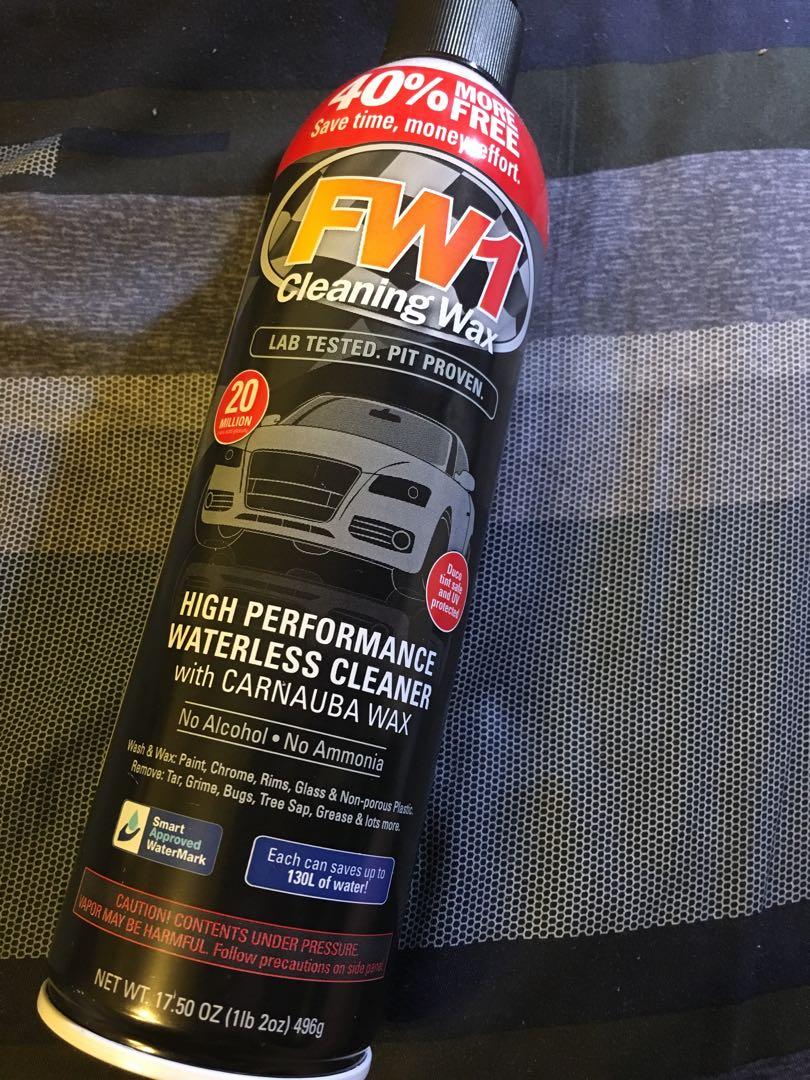 40% MORE FREE
Save time, money, effort.
FW1
Cleaning Wax
LAB TESTED. PIT PROVEN.
20
MILLION
Duco
tint safe
and UV
protected
HIGH PERFORMANCE
WATERLESS CLEANER
with CARNAUBA WAX
No Alcohol • No Ammonia
Wash & Wax: Paint, Chrome, Rims, Glass & Non-porous Plastic.
Remove: Tar, Grime, Bugs, Tree Sap, Grease & lots more.
Smart
Approved
WaterMark
Each can saves up to
130L of water!
CAUTION! CONTENTS UNDER PRESSURE.
VAPOR MAY BE HARMFUL. Follow precautions on side panel
NET WT. 17.50 OZ (1lb 2oz) 496g